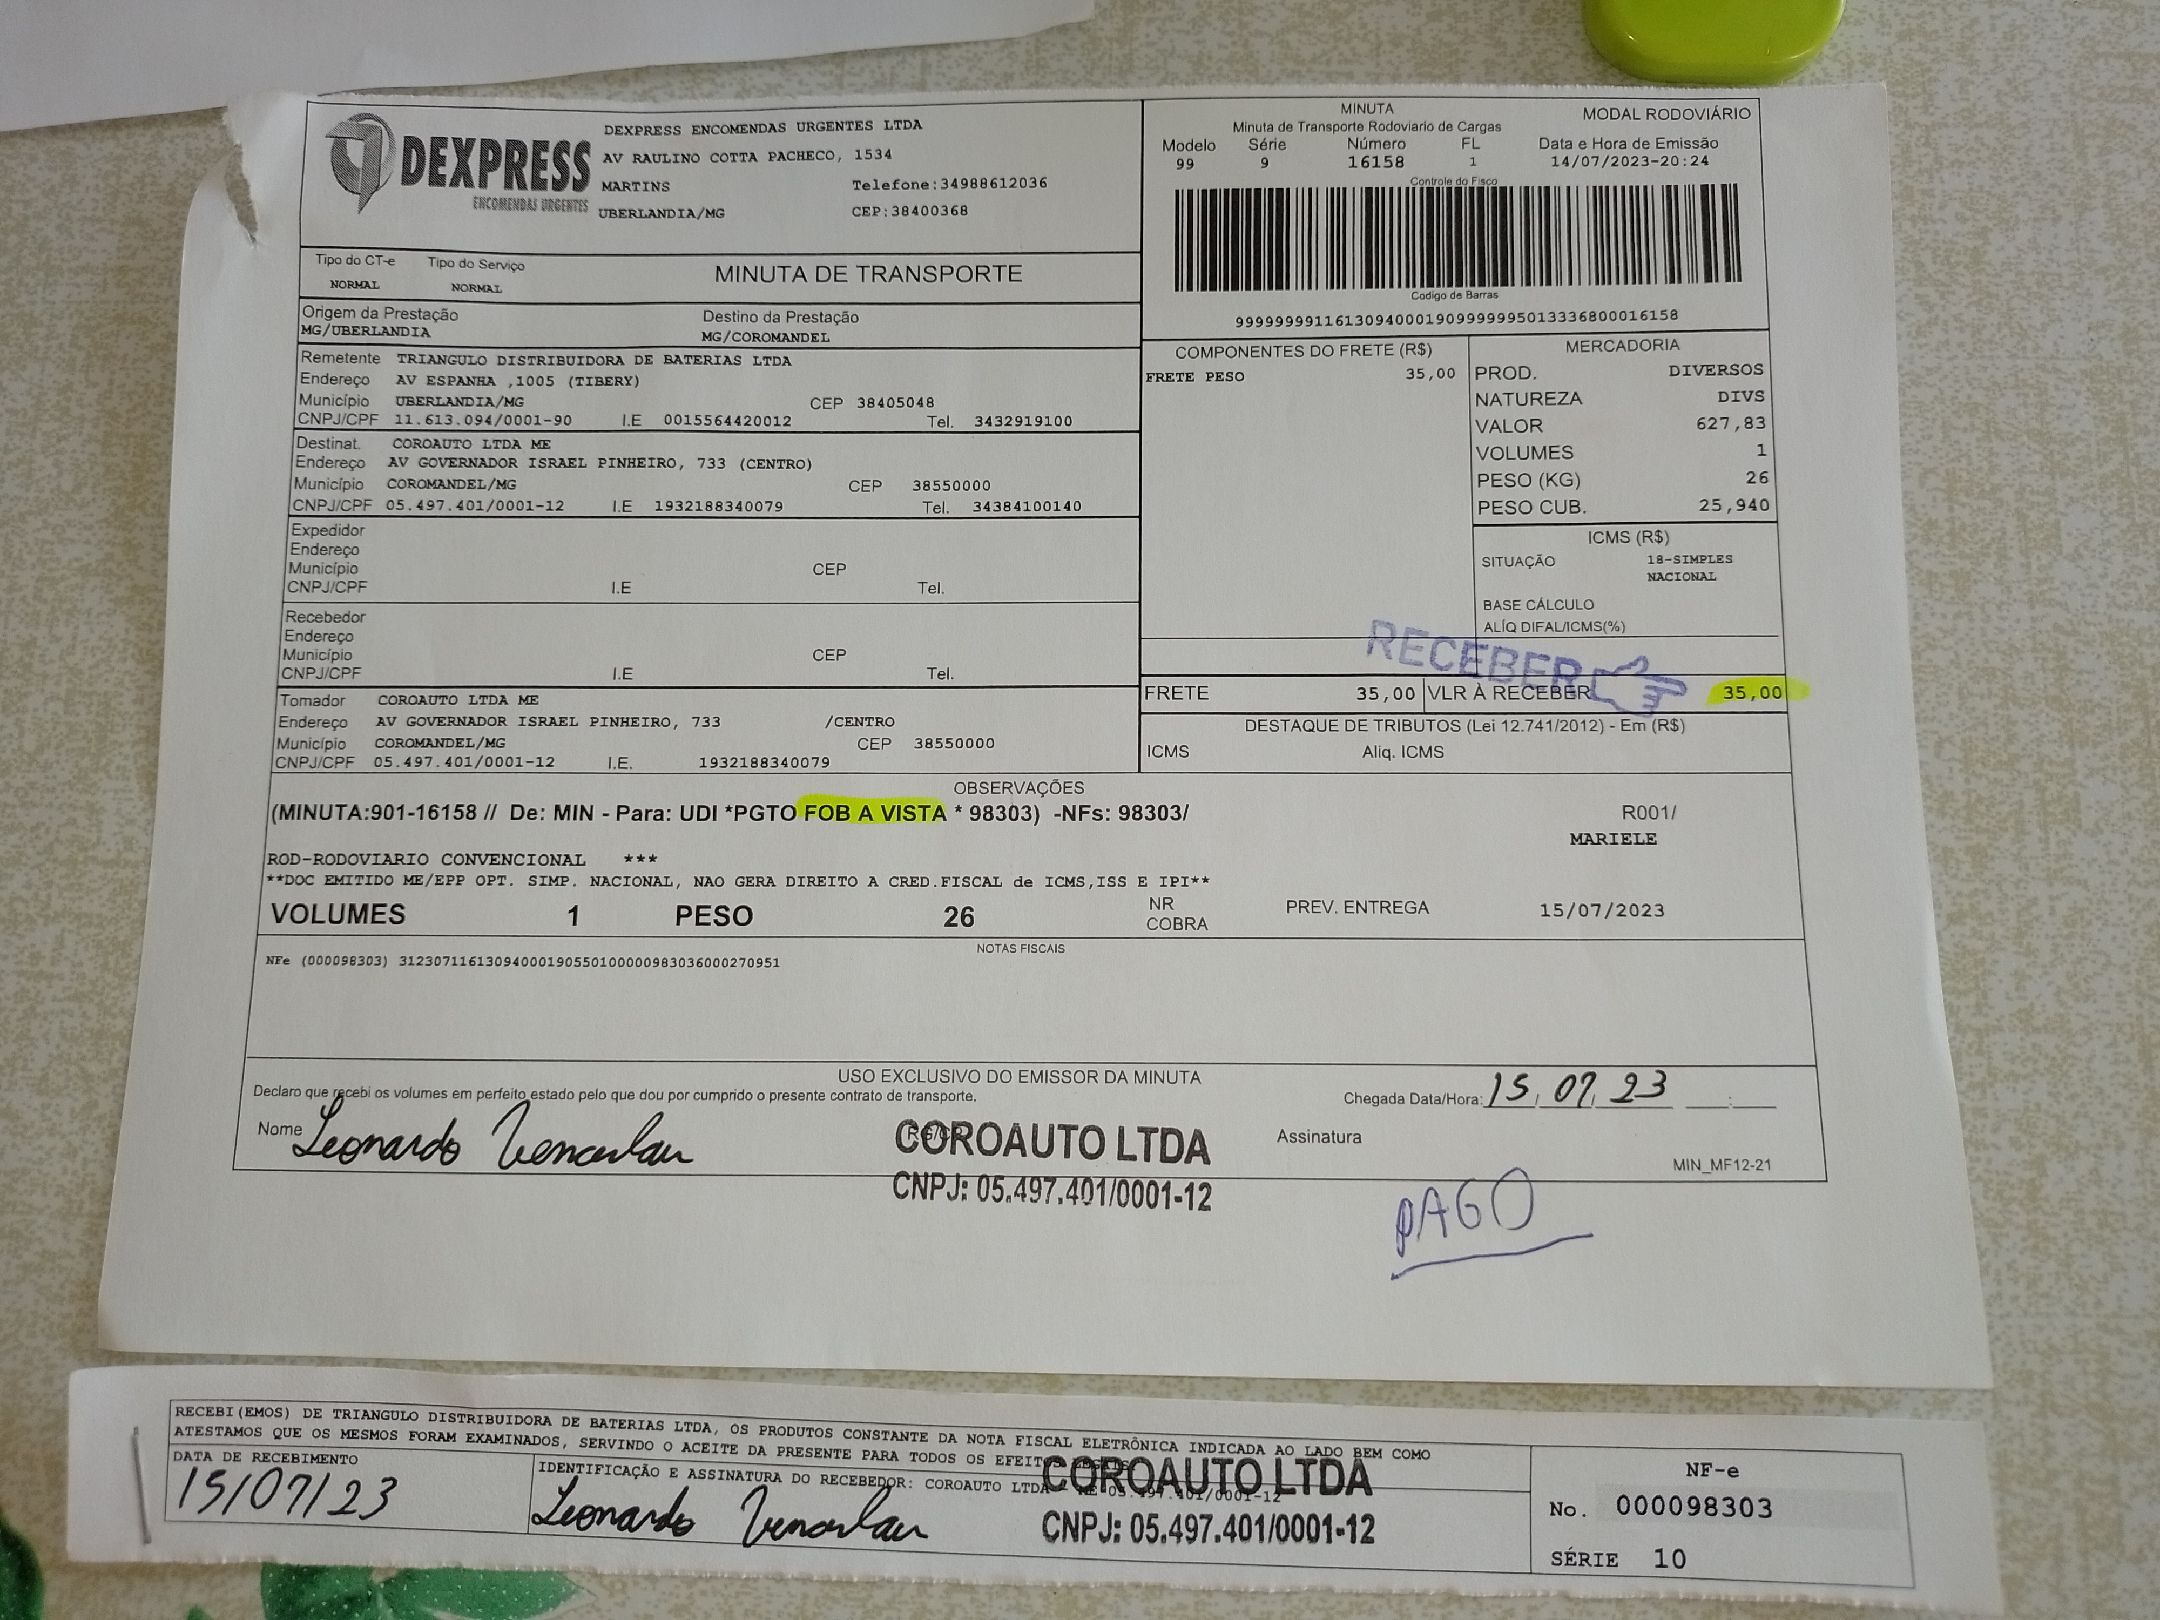 DEXPRESS
ENCOMENDAS URGENTES
DEXPRESS ENCOMENDAS URGENTES LTDA
AV RAULINO COTTA PACHECO, 1534
MARTINS Telefone:34988612036
UBERLANDIA/MG CEP:38400368
MINUTA MODAL RODOVIÁRIO
Minuta de Transporte Rodoviario de Cargas
Modelo Série Número FL Data e Hora de Emissão
99 9 16158 1 14/07/2023-20:24
Controle do Fisco
Codigo de Barras
Tipo do CT-e Tipo do Serviço
NORMAL NORMAL
MINUTA DE TRANSPORTE
Origem da Prestação Destino da Prestação
MG/UBERLANDIA MG/COROMANDEL
Remetente TRIANGULO DISTRIBUIDORA DE BATERIAS LTDA
Endereço AV ESPANHA ,1005 (TIBERY)
Município UBERLANDIA/MG CEP 38405048
CNPJ/CPF 11.613.094/0001-90 I.E 0015564420012 Tel. 3432919100
Destinat. COROAUTO LTDA ME
Endereço AV GOVERNADOR ISRAEL PINHEIRO, 733 (CENTRO)
Município COROMANDEL/MG CEP 38550000
CNPJ/CPF 05.497.401/0001-12 I.E 1932188340079 Tel. 34384100140
Expedidor
Endereço
Município CEP
CNPJ/CPF I.E Tel.
Recebedor
Endereço
Município CEP
CNPJ/CPF I.E Tel.
Tomador COROAUTO LTDA ME
Endereço AV GOVERNADOR ISRAEL PINHEIRO, 733 /CENTRO
Município COROMANDEL/MG CEP 38550000
CNPJ/CPF 05.497.401/0001-12 I.E. 1932188340079
COMPONENTES DO FRETE (R$)
FRETE PESO 35,00
MERCADORIA
PROD. DIVERSOS
NATUREZA DIVS
VALOR 627,83
VOLUMES 1
PESO (KG) 26
PESO CUB. 25,940
ICMS (R$)
SITUAÇÃO 18-SIMPLES
NACIONAL
BASE CÁLCULO
ALÍQ DIFAL/ICMS(%)
RECEBER
FRETE 35,00 VLR À RECEBER 35,00
DESTAQUE DE TRIBUTOS (Lei 12.741/2012) - Em (R$)
ICMS Aliq. ICMS
OBSERVAÇÕES
(MINUTA:901-16158 // De: MIN - Para: UDI *PGTO FOB A VISTA * 98303) -NFs: 98303/ R001/
MARIELE
ROD-RODOVIARIO CONVENCIONAL ***
**DOC EMITIDO ME/EPP OPT. SIMP. NACIONAL, NAO GERA DIREITO A CRED.FISCAL de ICMS,ISS E IPI**
VOLUMES 1 PESO 26 NR COBRA PREV. ENTREGA 15/07/2023
NOTAS FISCAIS
NFe (000098303) 31230711613094000190550100000983036000270951
USO EXCLUSIVO DO EMISSOR DA MINUTA
Declaro que recebi os volumes em perfeito estado pelo que dou por cumprido o presente contrato de transporte.
Chegada Data/Hora: 15/07/23
Nome Leonardo Venceslau
COROAUTO LTDA
CNPJ: 05.497.401/0001-12
Assinatura
MIN_MF12-21
PAGO
RECEBI(EMOS) DE TRIANGULO DISTRIBUIDORA DE BATERIAS LTDA, OS PRODUTOS CONSTANTE DA NOTA FISCAL ELETRÔNICA INDICADA AO LADO BEM COMO
ATESTAMOS QUE OS MESMOS FORAM EXAMINADOS, SERVINDO O ACEITE DA PRESENTE PARA TODOS OS EFEITOS LEGAIS
DATA DE RECEBIMENTO
15/07/23
IDENTIFICAÇÃO E ASSINATURA DO RECEBEDOR: COROAUTO LTDA - ME 05.497.401/0001-12
Leonardo Venceslau
COROAUTO LTDA
CNPJ: 05.497.401/0001-12
NF-e
No. 000098303
SÉRIE 10